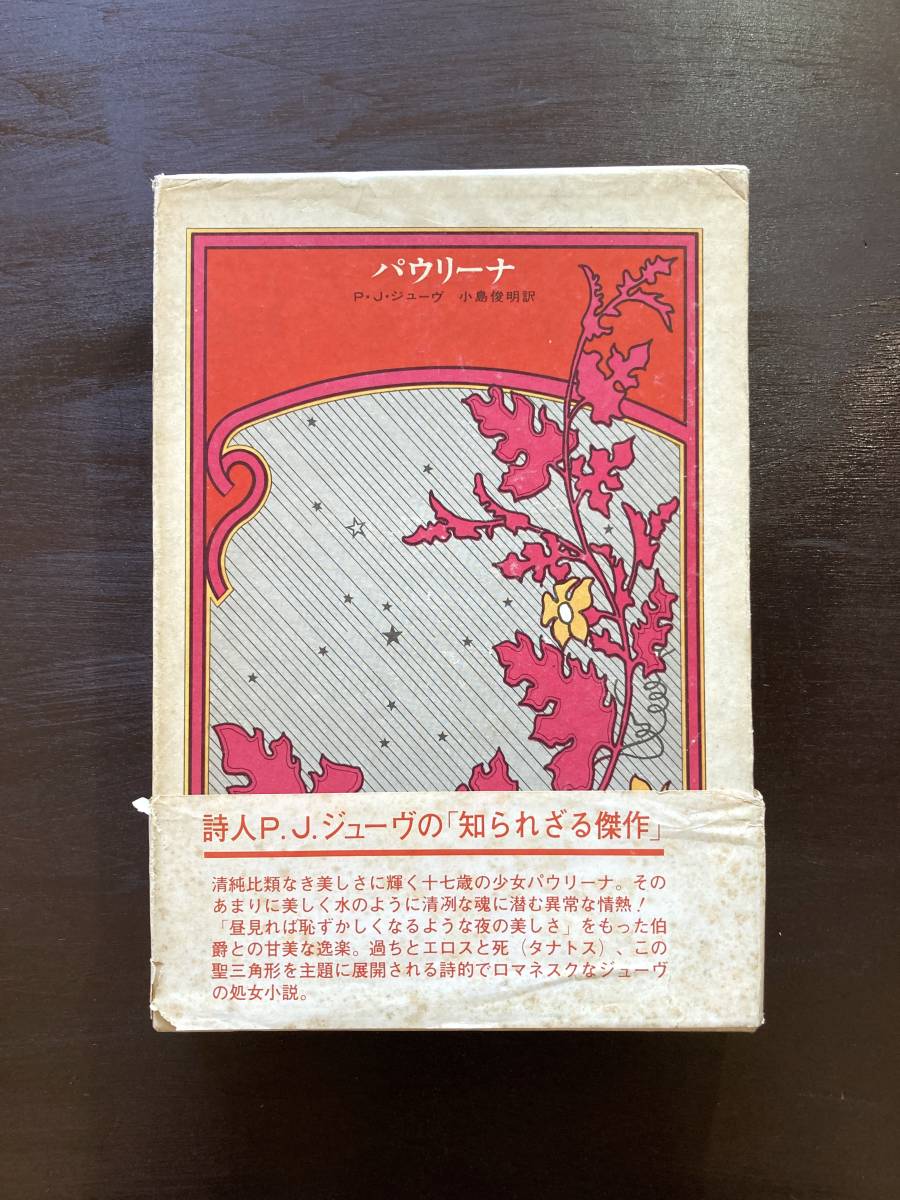 パウリーナ
P・J・ジューヴ 小島俊明訳
詩人P.J.ジューヴの「知られざる傑作」
清純比類なき美しさに輝く十七歳の少女パウリーナ。その
あまりに美しく水のように清冽な魂に潜む異常な情熱！
「昼見れば恥ずかしくなるような夜の美しさ」をもった伯
爵との甘美な逸楽。過ちとエロスと死（タナトス）、この
聖三角形を主題に展開される詩的でロマネスクなジューヴ
の処女小説。